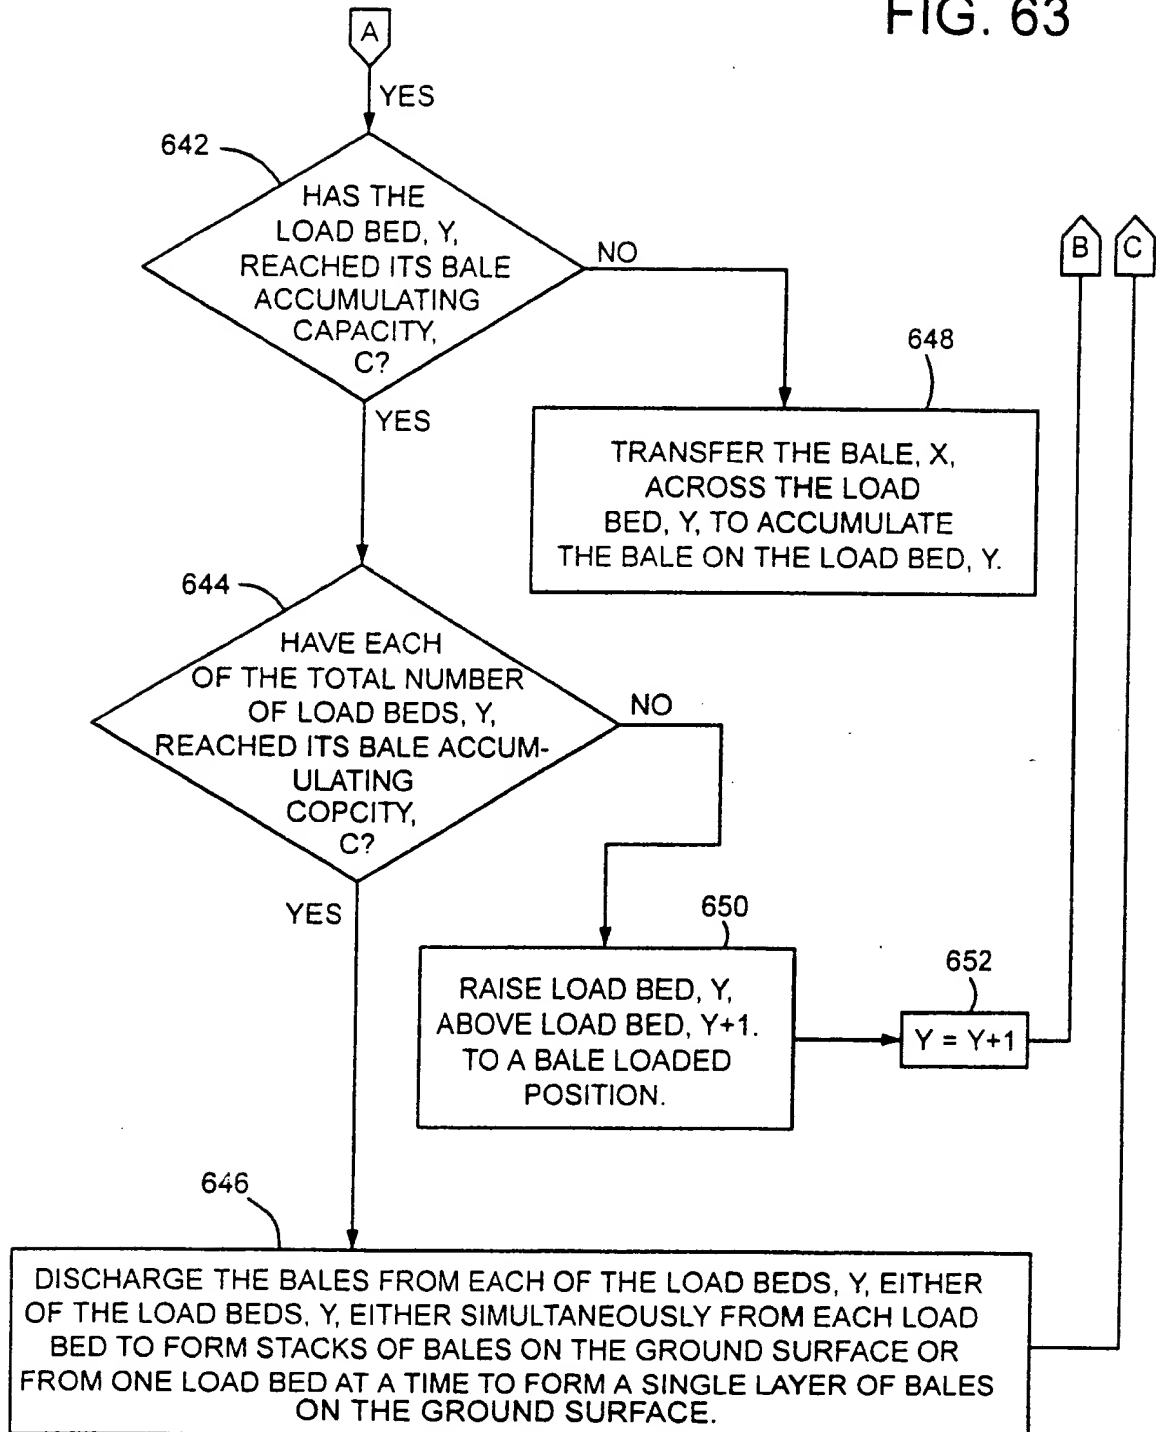 FIG. 63
A
YES
642
HAS THE
LOAD BED, Y,
REACHED ITS BALE
ACCUMULATING
CAPACITY,
C?
NO
B
C
648
YES
TRANSFER THE BALE, X,
ACROSS THE LOAD
BED, Y, TO ACCUMULATE
THE BALE ON THE LOAD BED, Y.
644
HAVE EACH
OF THE TOTAL NUMBER
OF LOAD BEDS, Y,
REACHED ITS BALE ACCUM-
ULATING
COPCITY,
C?
NO
YES
650
RAISE LOAD BED, Y,
ABOVE LOAD BED, Y+1.
TO A BALE LOADED
POSITION.
652
Y = Y+1
646
DISCHARGE THE BALES FROM EACH OF THE LOAD BEDS, Y, EITHER
OF THE LOAD BEDS, Y, EITHER SIMULTANEOUSLY FROM EACH LOAD
BED TO FORM STACKS OF BALES ON THE GROUND SURFACE OR
FROM ONE LOAD BED AT A TIME TO FORM A SINGLE LAYER OF BALES
ON THE GROUND SURFACE.